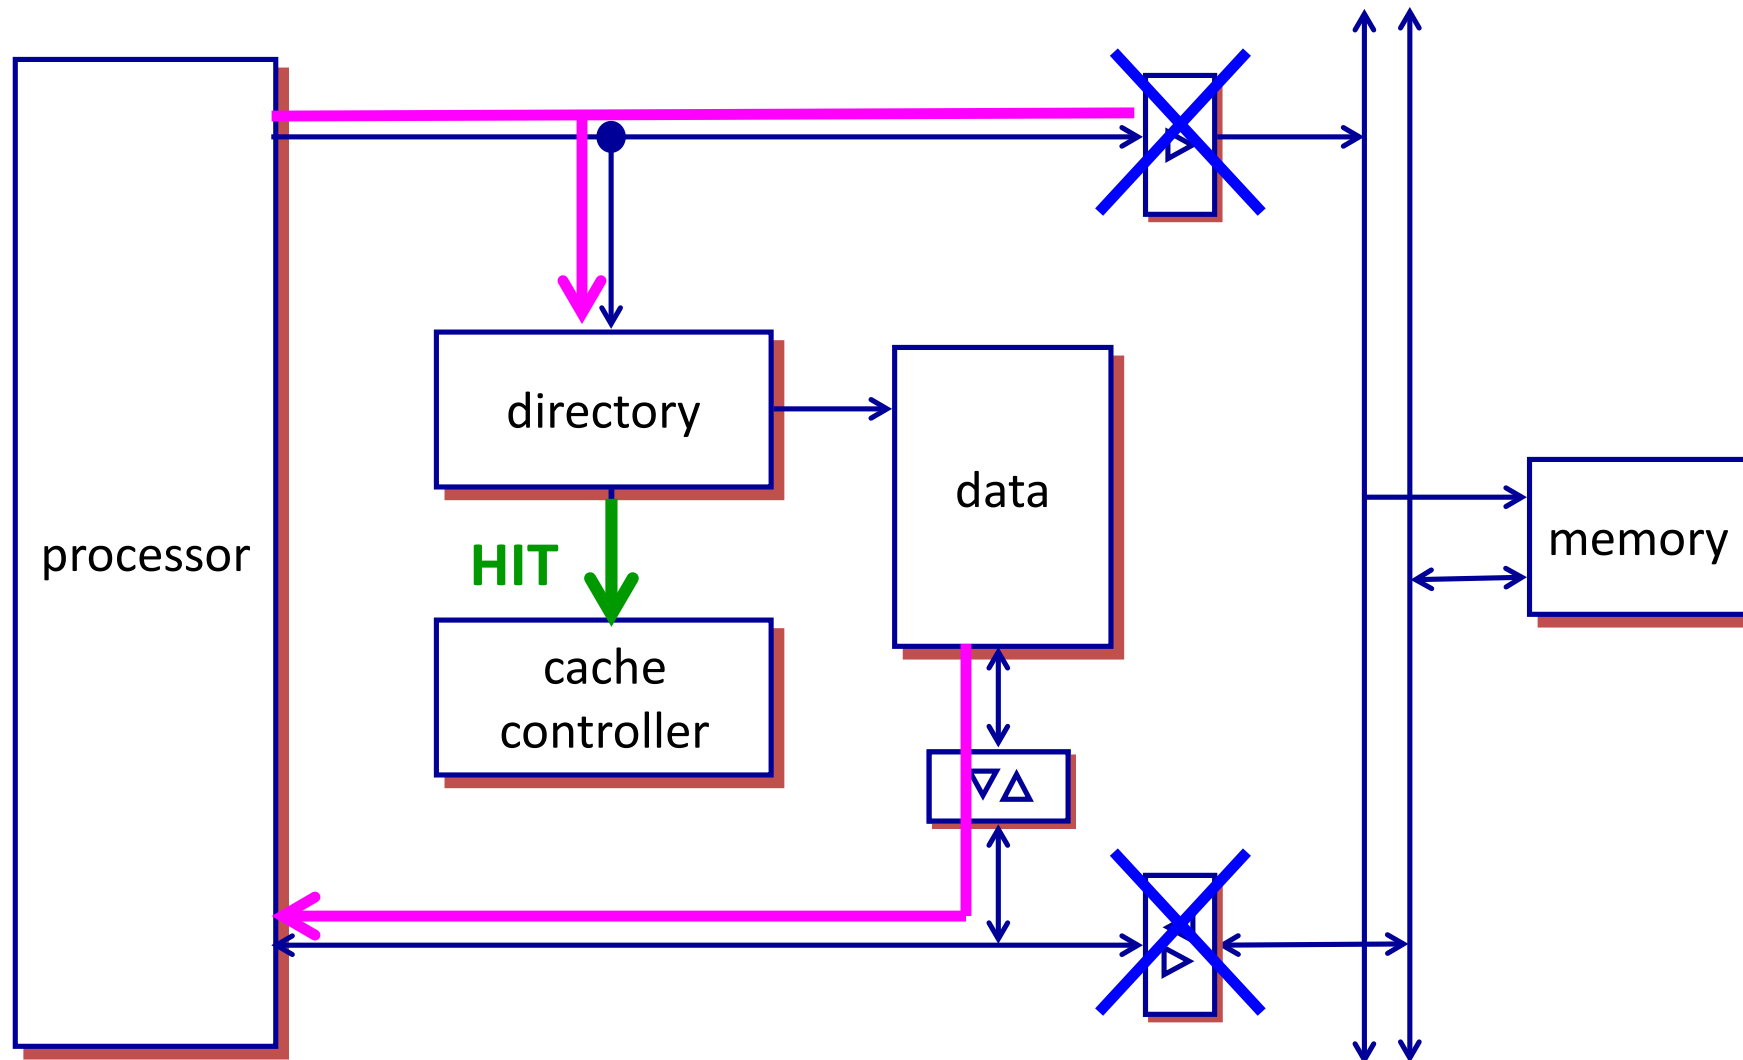 directory
data
processor
HIT
memory
cache
controller